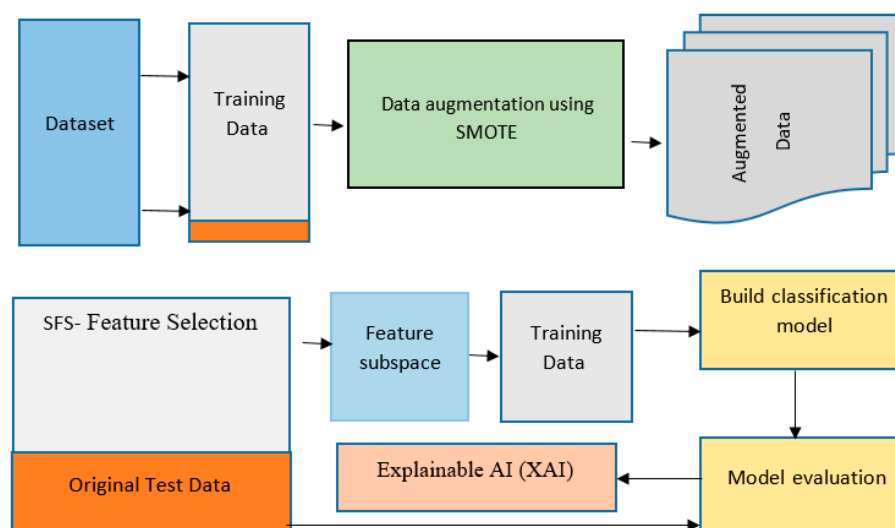 Dataset
Training
Data
Data augmentation using
SMOTE
Augmented
Data
SFS- Feature Selection
Feature
subspace
Training
Data
Build classification
model
Original Test Data
Explainable AI (XAI)
Model evaluation